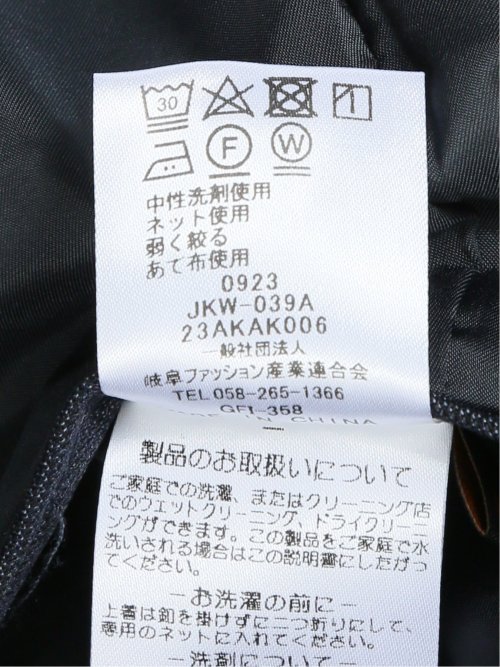 30
F W
中性洗剤使用
ネット使用
弱く絞る
あて布使用
0923
JKW-039A
23AKAK006
一般社団法人
岐阜ファッション産業連合会
TEL 058-265-1366
GFI-358
製品のお取扱いについて
ご家庭での洗濯、またはクリーニング店
でのウェットクリーニング、ドライクリーニ
ングができます。この製品をご家庭で水
洗いされる場合はこの説明書にしたがっ
てください。
－お洗濯の前に－
上着は釦を掛けずに二つ折りにして、
専用のネットに入れてください。
－洗剤について－